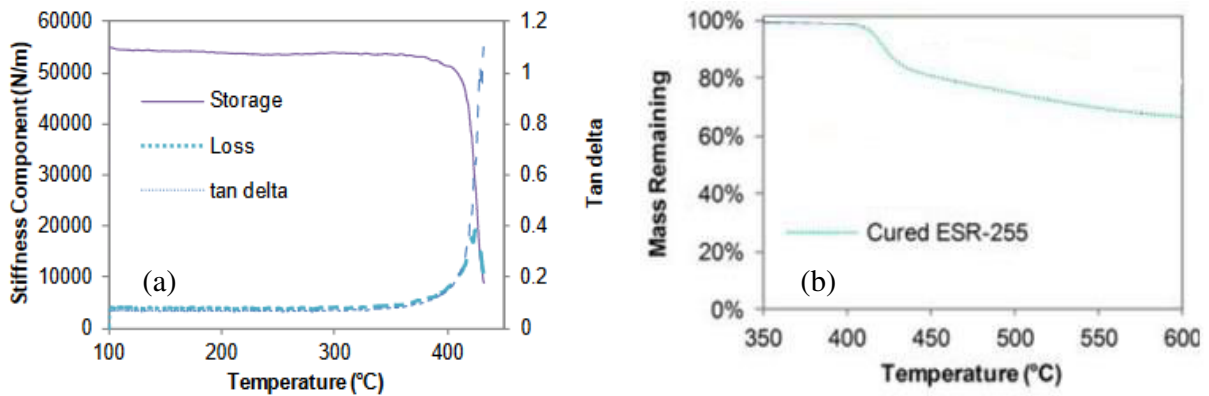 60000
50000
40000
30000
20000
10000
0
Stiffness Component (N/m)
1.2
1
0.8
0.6
0.4
0.2
0
Tan delta
Storage
Loss
tan delta
(a)
100
200
300
400
Temperature (°C)
100%
80%
60%
40%
20%
0%
Mass Remaining
Cured ESR-255
(b)
350
400
450
500
550
600
Temperature (°C)